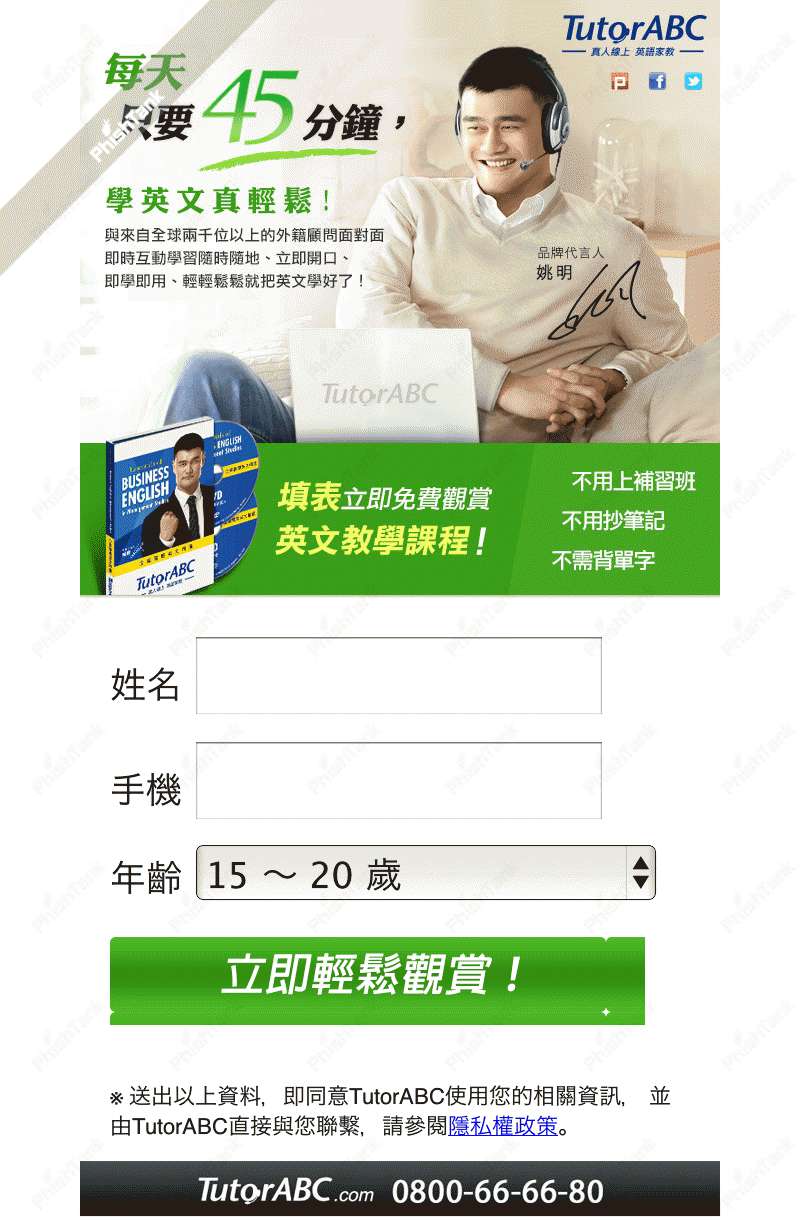 TutorABC
真人線上 英語家教
每天
只要45分鐘，
PhishTank
學英文真輕鬆！
與來自全球兩千位以上的外籍顧問面對面
即時互動學習隨時隨地、立即開口、
即學即用、輕輕鬆鬆就把英文學好了！
品牌代言人
姚明
TutorABC
BUSINESS
ENGLISH
TutorABC
填表立即免費觀賞
英文教學課程！
不用上補習班
不用抄筆記
不需背單字
姓名
手機
年齡
15 ～ 20 歲
立即輕鬆觀賞！
※ 送出以上資料，即同意TutorABC使用您的相關資訊， 並
由TutorABC直接與您聯繫，請參閱隱私權政策。
TutorABC.com 0800-66-66-80